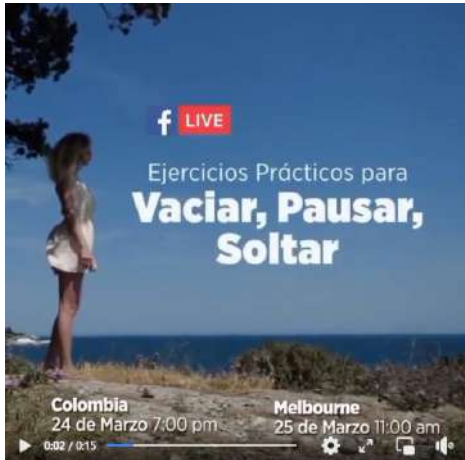 f LIVE
Ejercicios Prácticos para
Vaciar, Pausar,
Soltar
Colombia
24 de Marzo 7:00 pm
Melbourne
25 de Marzo 11:00 am
0:02 / 0:15